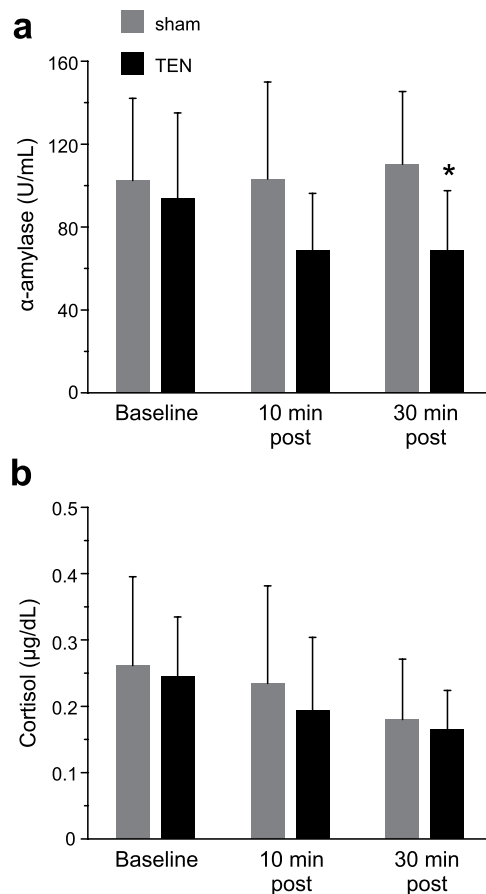 a
sham
TEN
α-amylase (U/mL)
160
120
80
40
0
*
Baseline
10 min
post
30 min
post
b
Cortisol (μg/dL)
0.5
0.4
0.3
0.2
0.1
0
Baseline
10 min
post
30 min
post